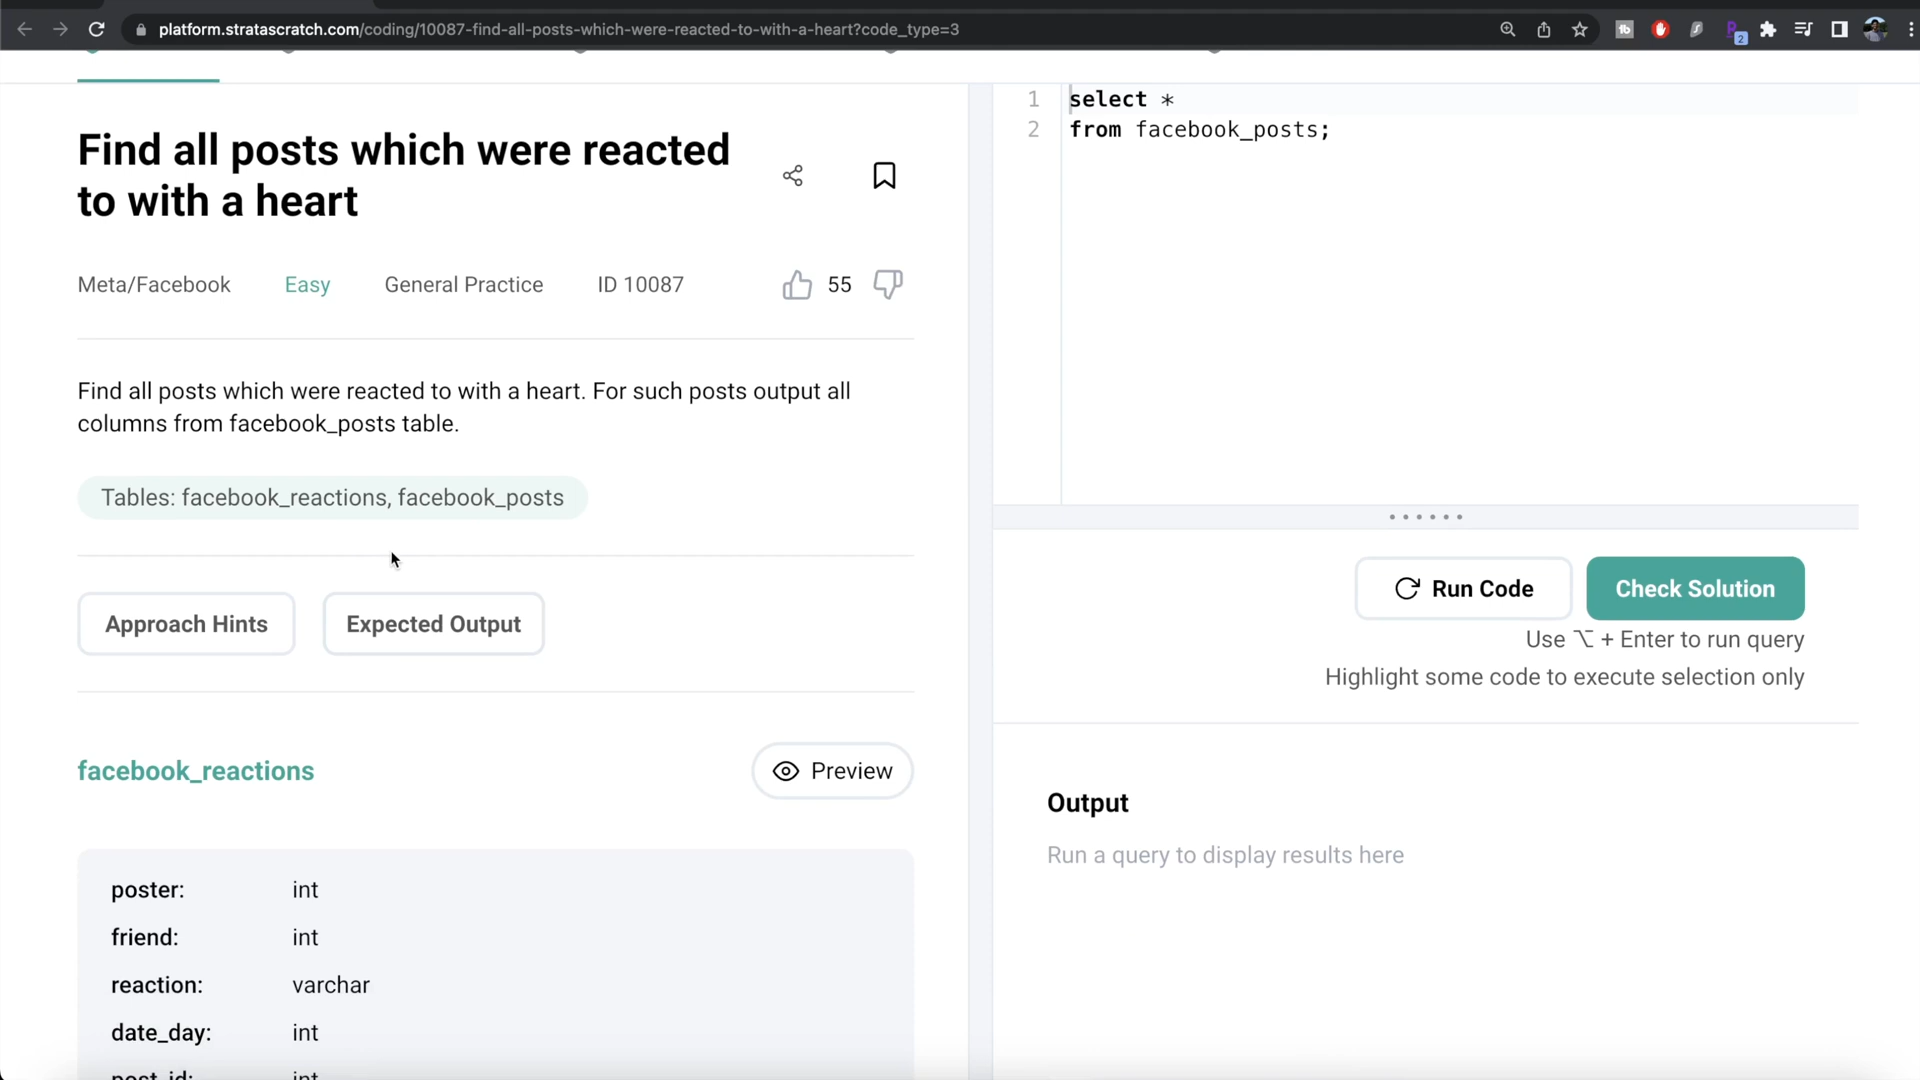 platform.stratascratch.com/coding/10087-find-all-posts-which-were-reacted-to-with-a-heart?code_type=3
tb
2
Find all posts which were reacted
to with a heart
Meta/Facebook Easy General Practice ID 10087 55
Find all posts which were reacted to with a heart. For such posts output all
columns from facebook_posts table.
Tables: facebook_reactions, facebook_posts
Approach Hints Expected Output
facebook_reactions Preview
poster: int
friend: int
reaction: varchar
date_day: int
post_id: int
1 select *
2 from facebook_posts;
Run Code Check Solution
Use ⌥ + Enter to run query
Highlight some code to execute selection only
Output
Run a query to display results here